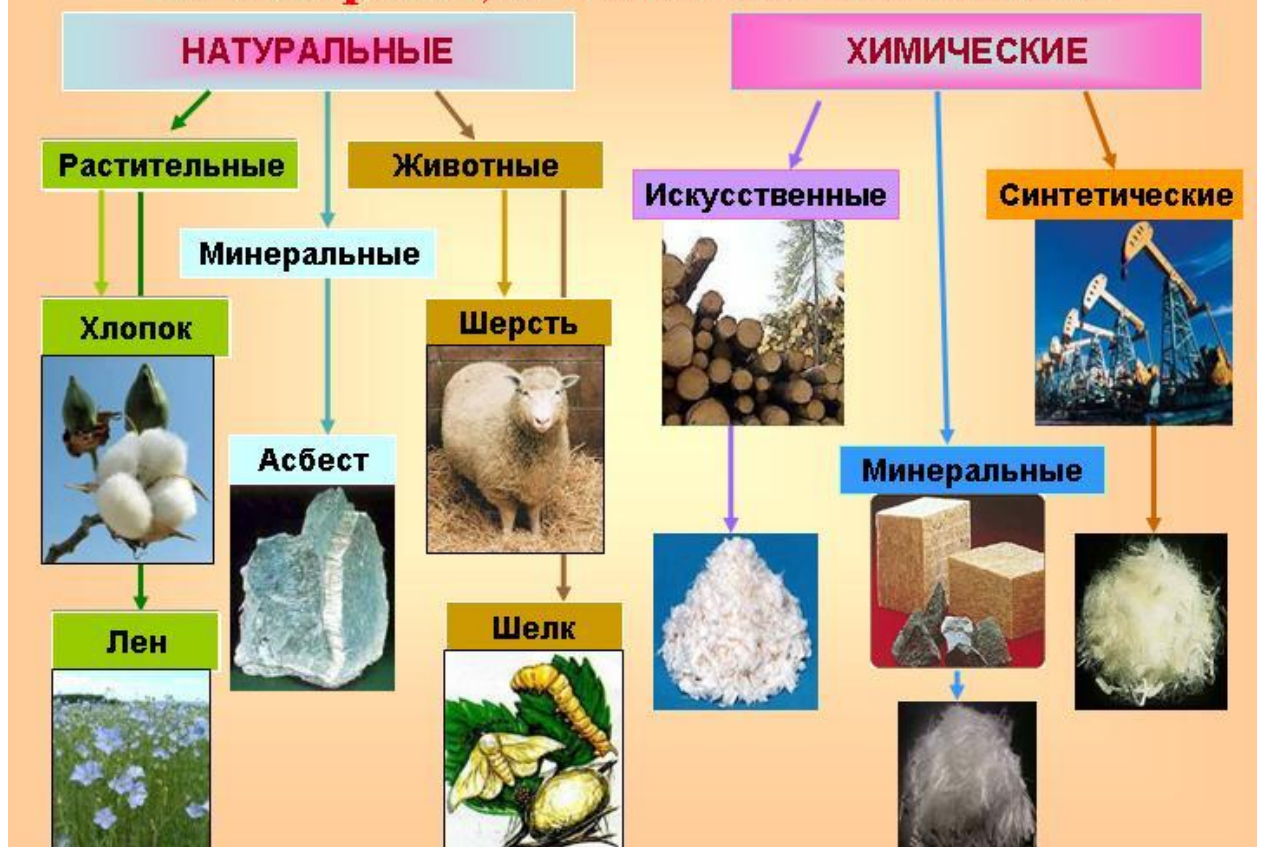 НАТУРАЛЬНЫЕ
ХИМИЧЕСКИЕ
Растительные
Животные
Искусственные
Синтетические
Минеральные
Хлопок
Шерсть
Асбест
Минеральные
Лен
Шелк